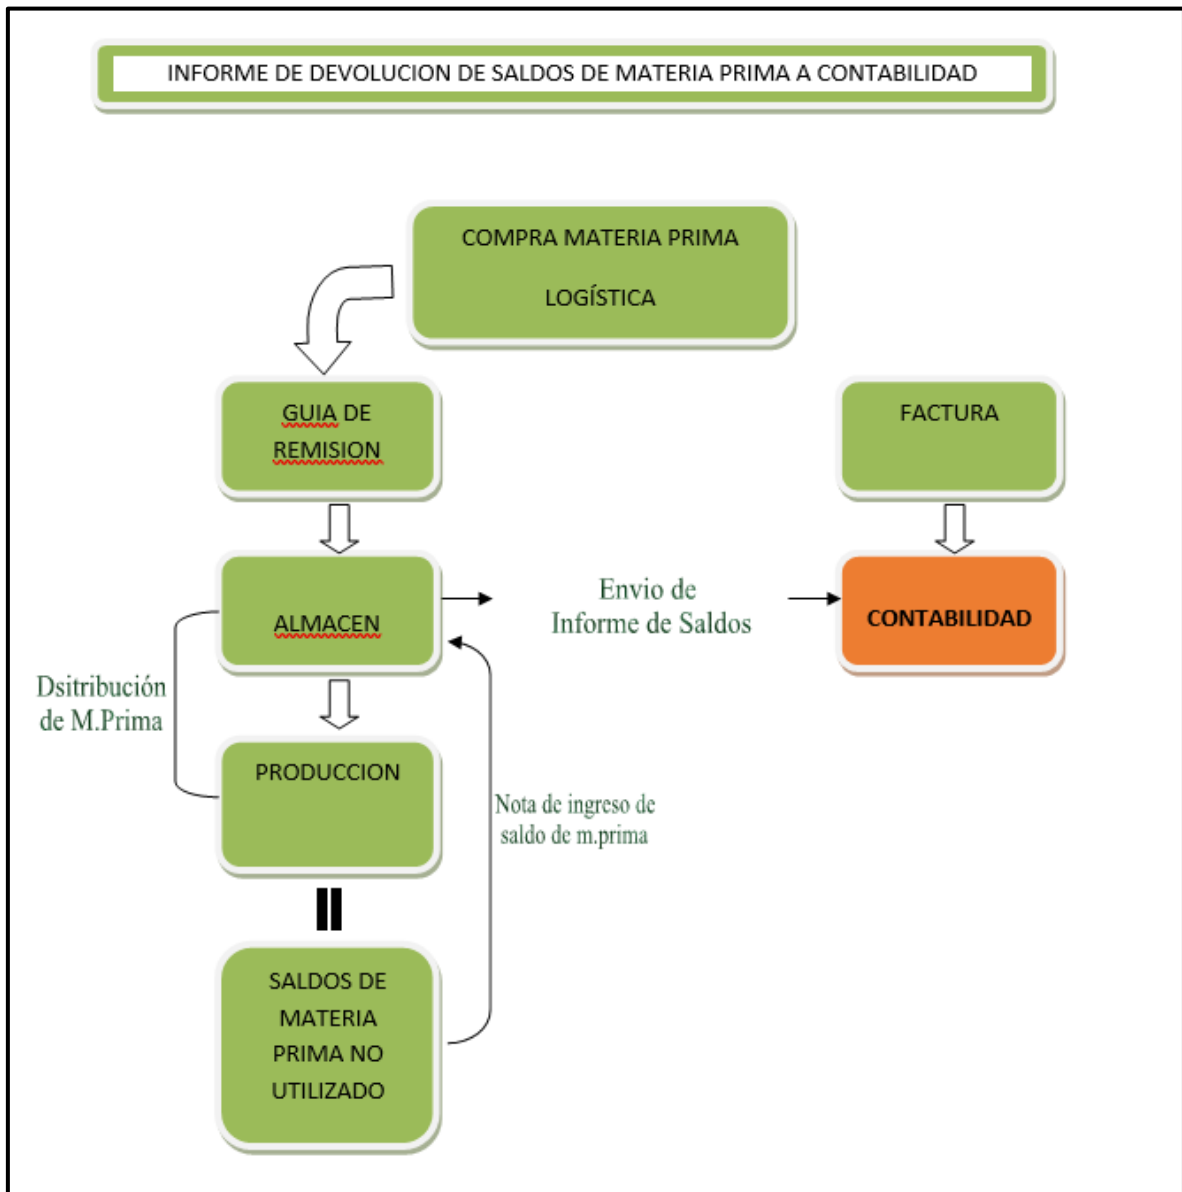 INFORME DE DEVOLUCION DE SALDOS DE MATERIA PRIMA A CONTABILIDAD
COMPRA MATERIA PRIMA
LOGÍSTICA
GUIA DE
REMISION
FACTURA
ALMACEN
Envio de
Informe de Saldos
CONTABILIDAD
Dsitribución
de M.Prima
PRODUCCION
Nota de ingreso de
saldo de m.prima
SALDOS DE
MATERIA
PRIMA NO
UTILIZADO